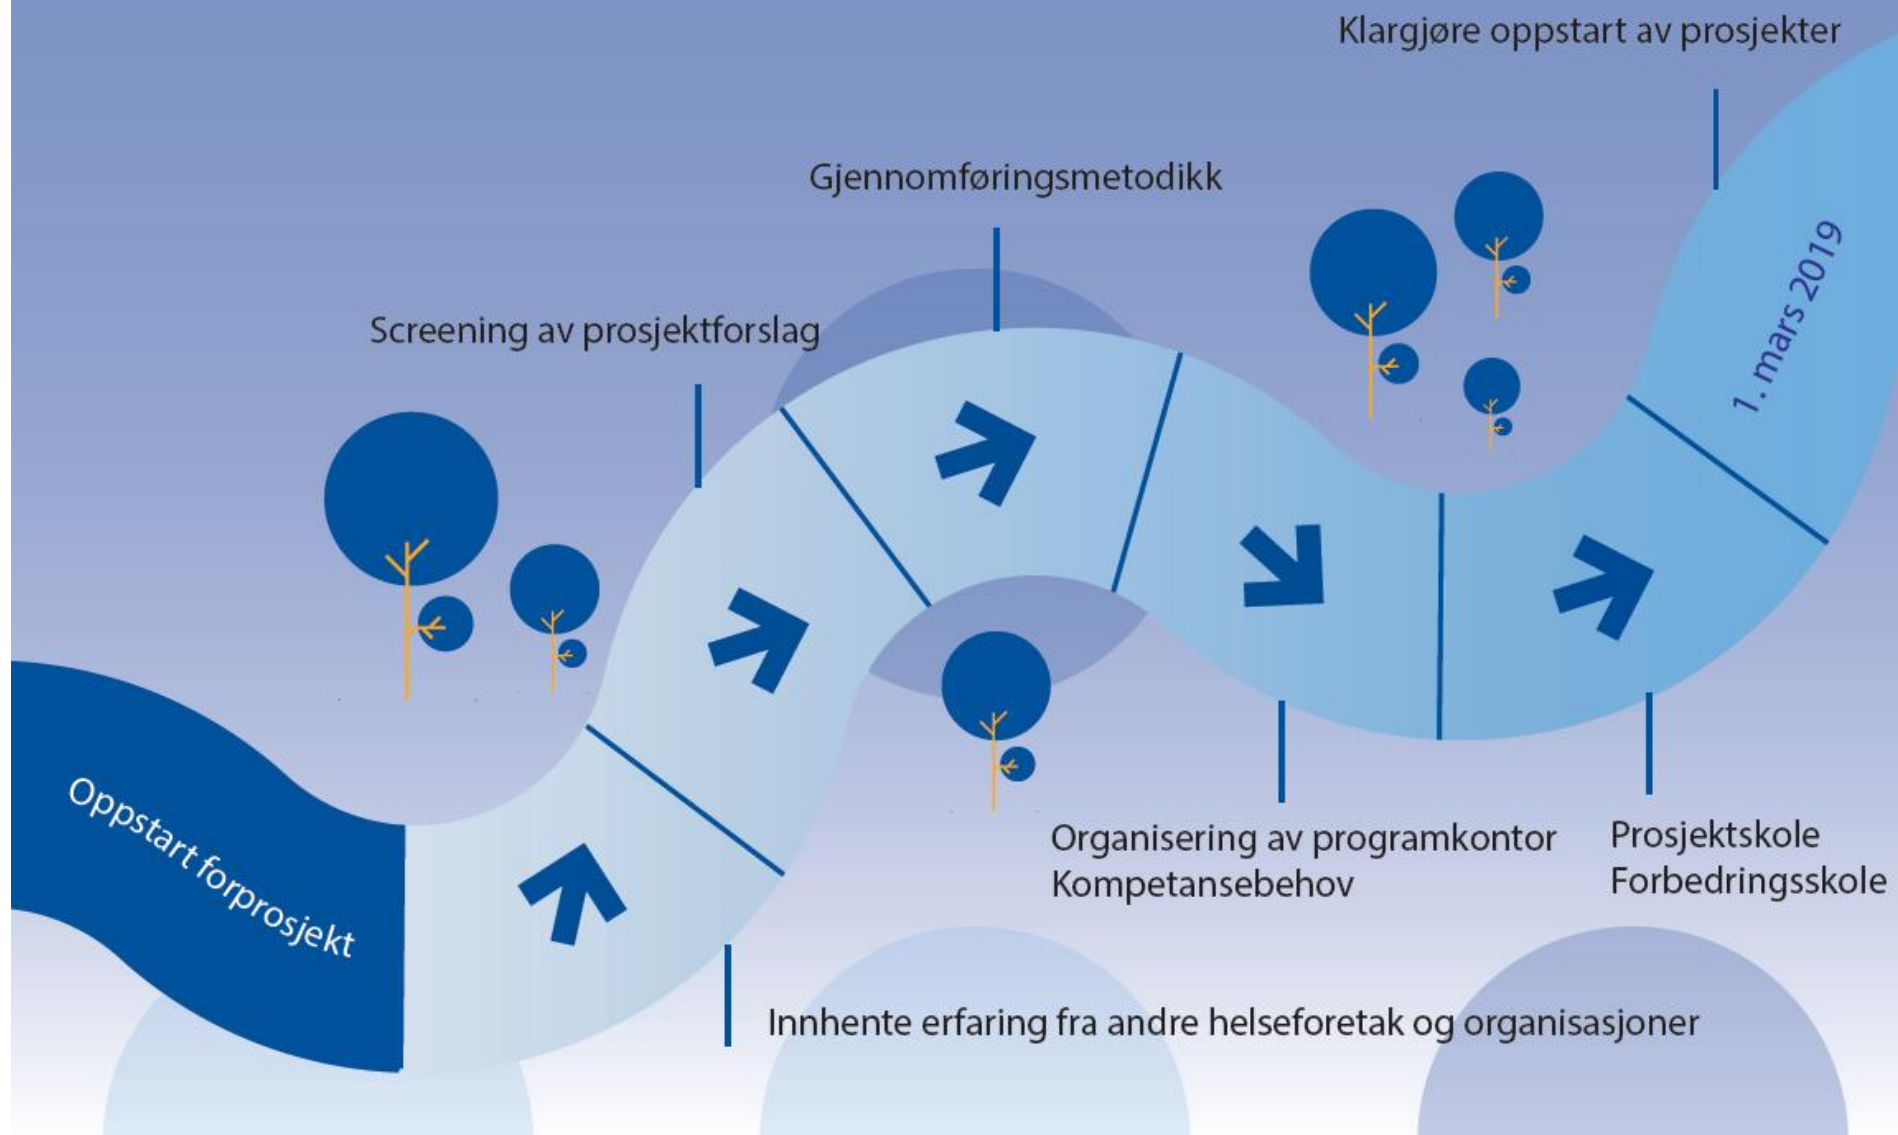 Klargjøre oppstart av prosjekter
Gjennomføringsmetodikk
Screening av prosjektforslag
1. mars 2019
Oppstart forprosjekt
Organisering av programkontor
Kompetansebehov
Prosjektskole
Forbedringsskole
Innhente erfaring fra andre helseforetak og organisasjoner